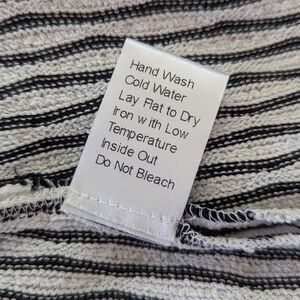 Hand Wash
Cold Water
Lay Flat to Dry
Iron with Low
Temperature
Inside Out
Do Not Bleach